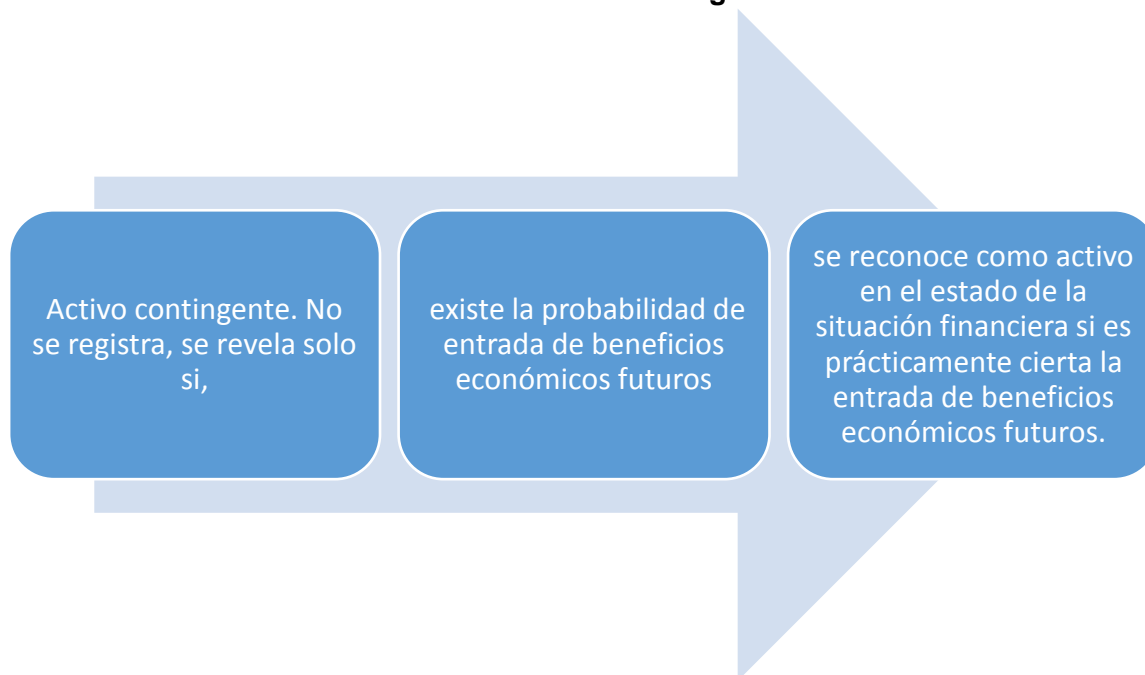 Activo contingente. No
se registra, se revela solo
si,
existe la probabilidad de
entrada de beneficios
económicos futuros
se reconoce como activo
en el estado de la
situación financiera si es
prácticamente cierta la
entrada de beneficios
económicos futuros.